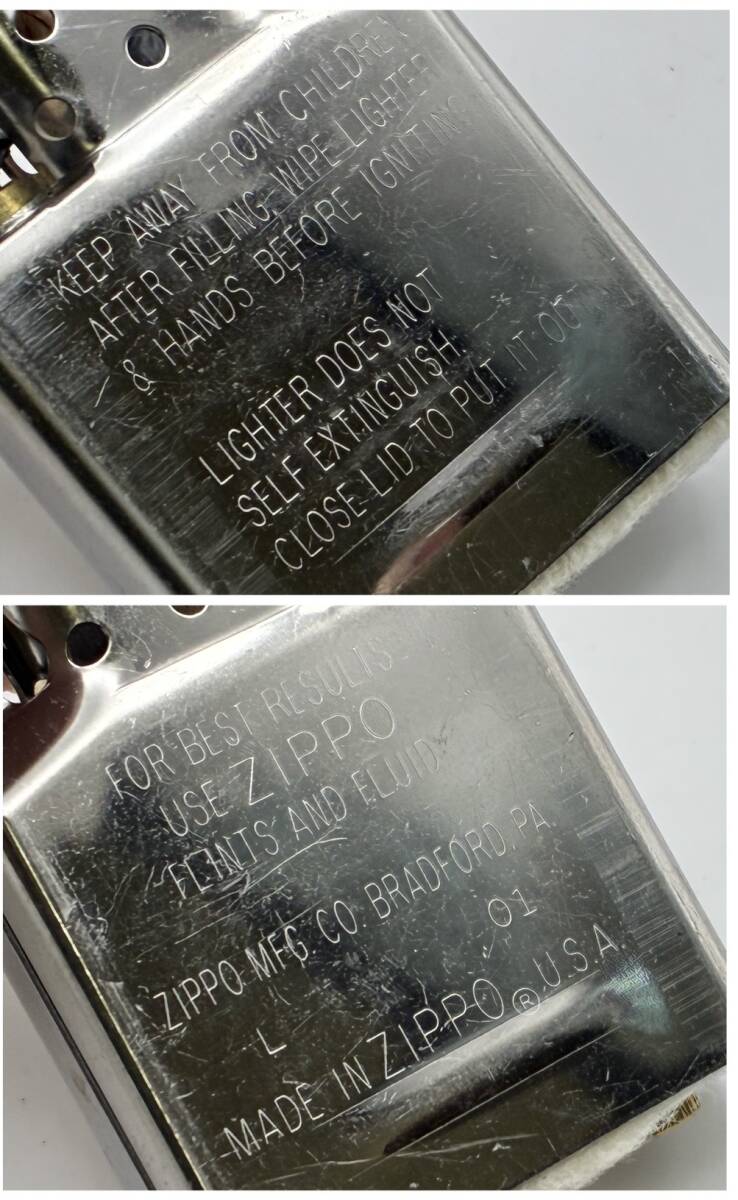 KEEP AWAY FROM CHILDREN
AFTER FILLING, WIPE LIGHTER
& HANDS BEFORE IGNITING
LIGHTER DOES NOT
SELF EXTINGUISH.
CLOSE LID TO PUT IT OUT
FOR BEST RESULTS
USE ZIPPO
FLINTS AND FLUID
ZIPPO MFG. CO. BRADFORD, PA.
L 01
MADE IN ZIPPO® U.S.A.